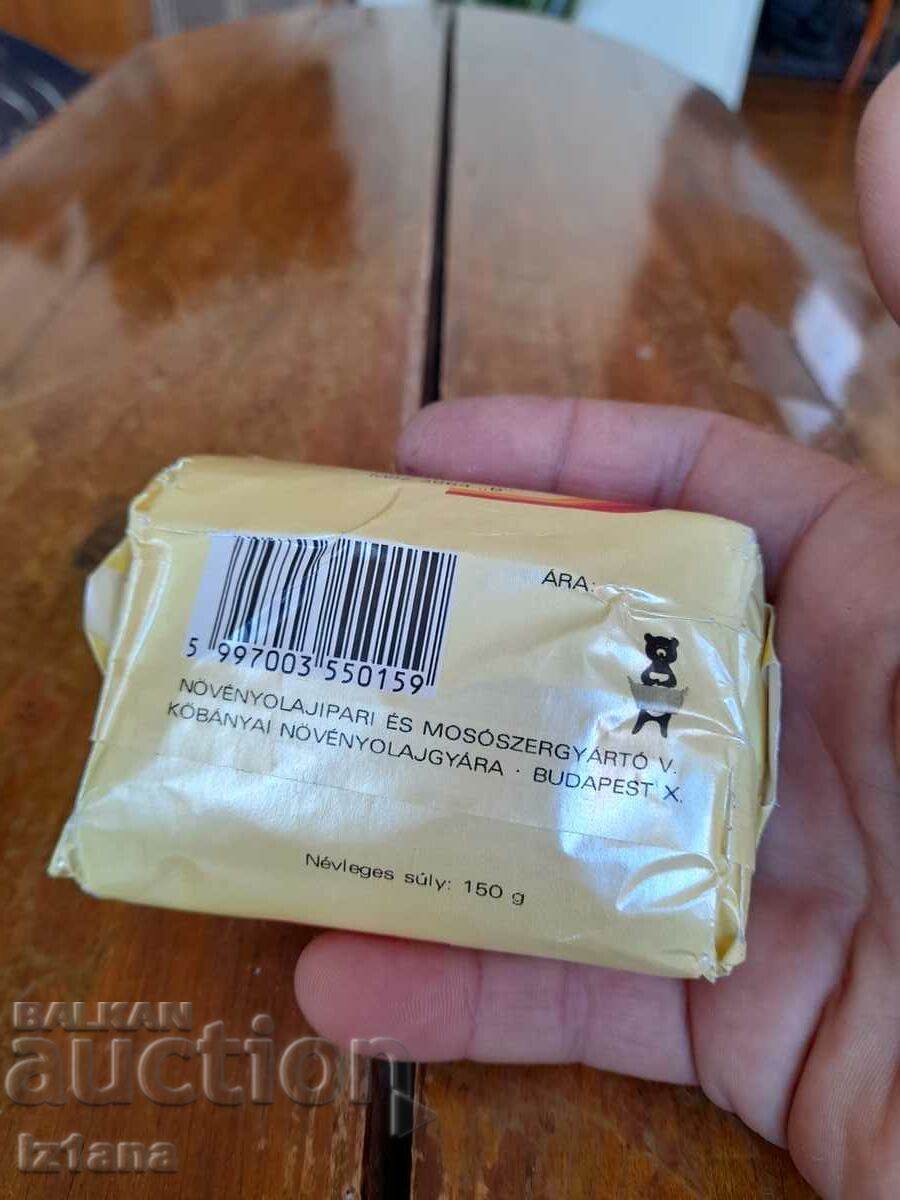 ÁRA:
5 997003 550159
NÖVÉNYOLAJIPARI ÉS MOSÓSZERGYÁRTÓ V.
KŐBÁNYAI NÖVÉNYOLAJGYÁRA · BUDAPEST X.
Névleges súly: 150 g
BALKAN
auction
iz1ana